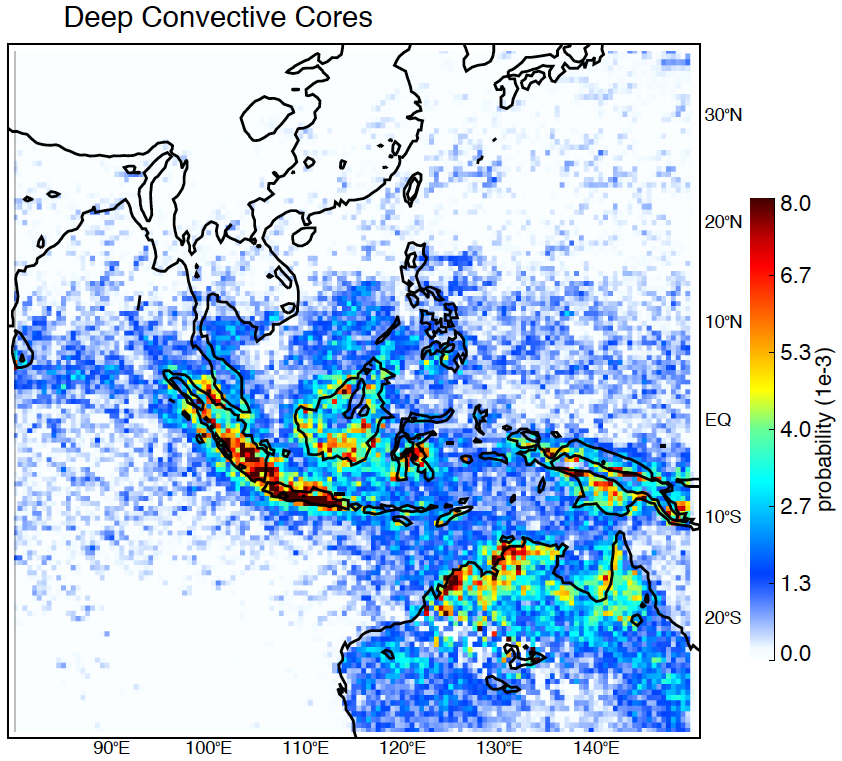 Deep Convective Cores
30°N
20°N
10°N
EQ
10°S
20°S
90°E 100°E 110°E 120°E 130°E 140°E
8.0
6.7
5.3
4.0
2.7
1.3
0.0
probability (1e-3)